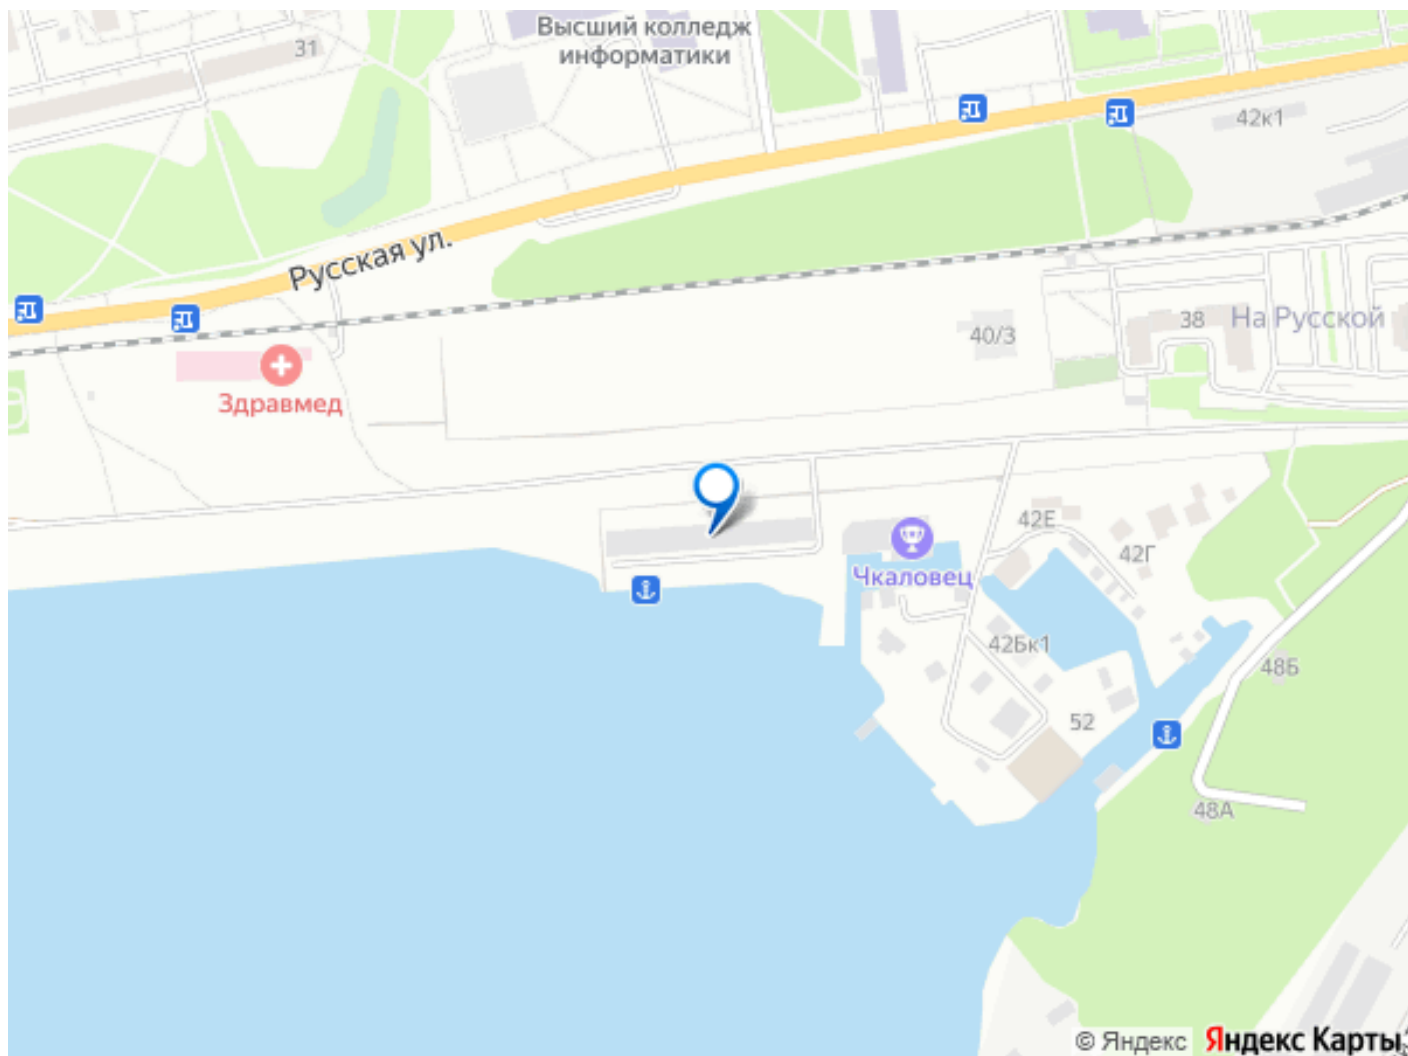 Высший колледж
информатики
31
42к1
Русская ул.
38
На Русской
40/3
Здравмед
42Е
42Г
Чкаловец
42Бк1
48Б
52
48А
© Яндекс
Яндекс Карты